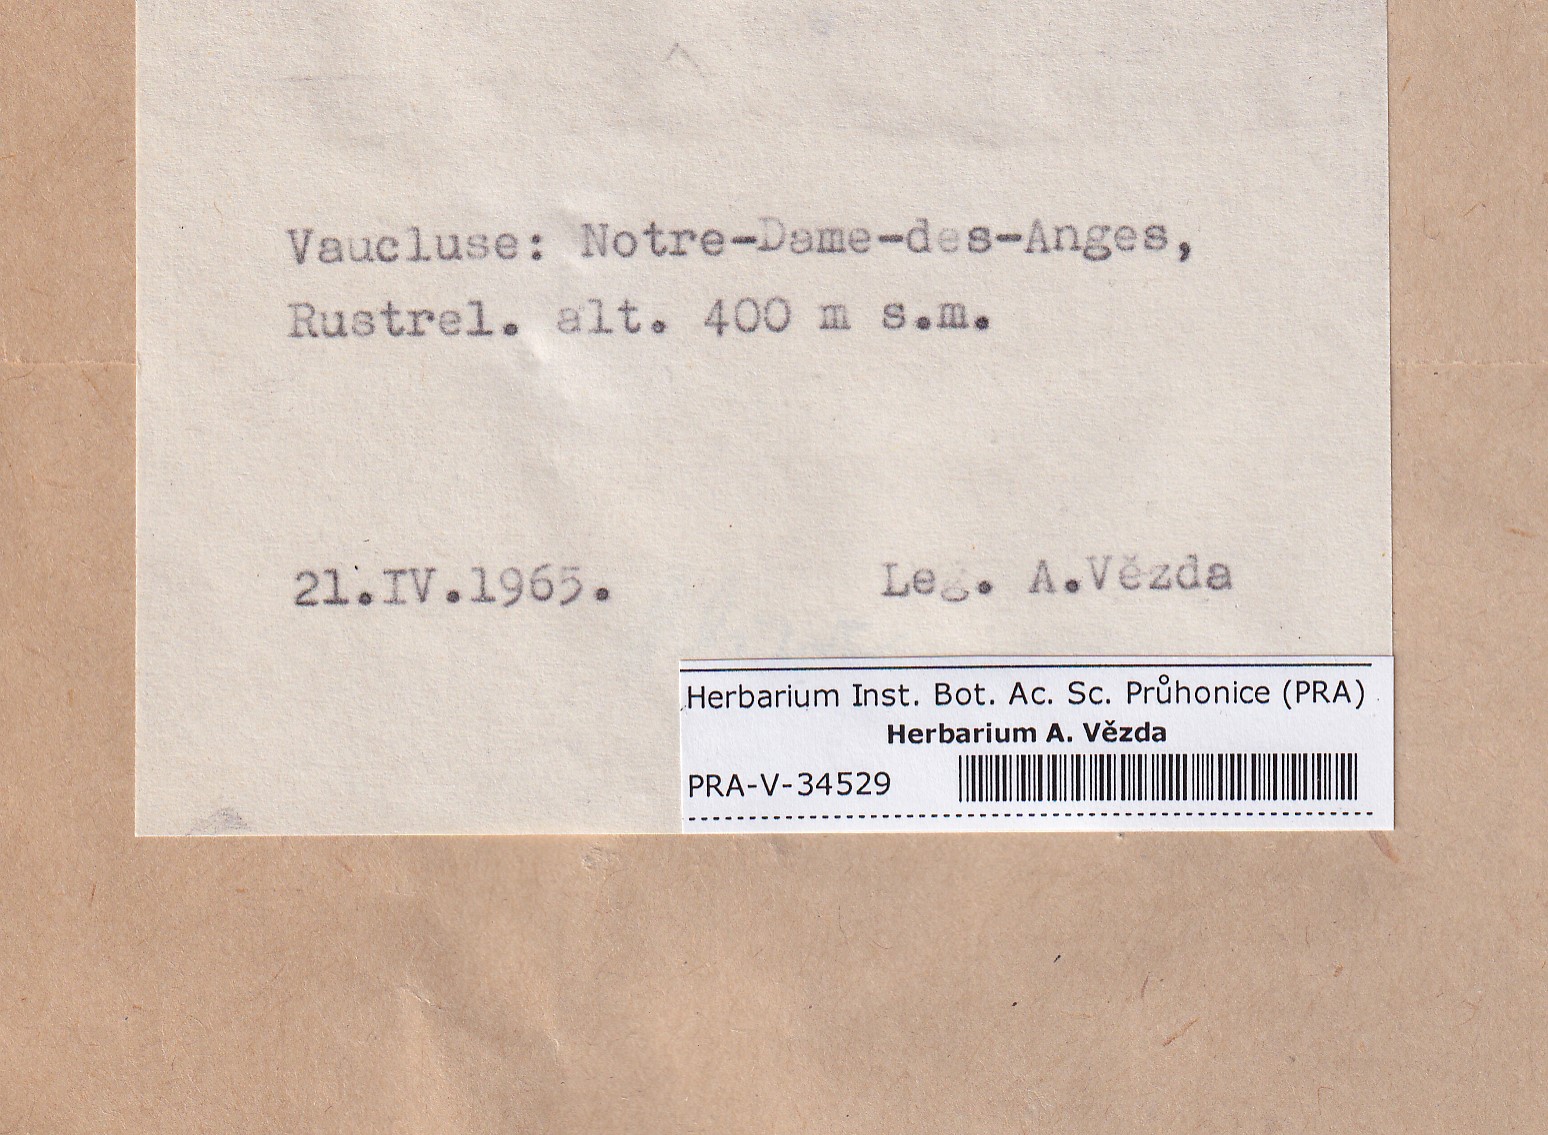 Vaucluse: Notre-Dame-des-Anges,
Rustrel. alt. 400 m s.m.
21.IV.1965. Leg. A.Vězda
Herbarium Inst. Bot. Ac. Sc. Průhonice (PRA)
Herbarium A. Vězda
PRA-V-34529